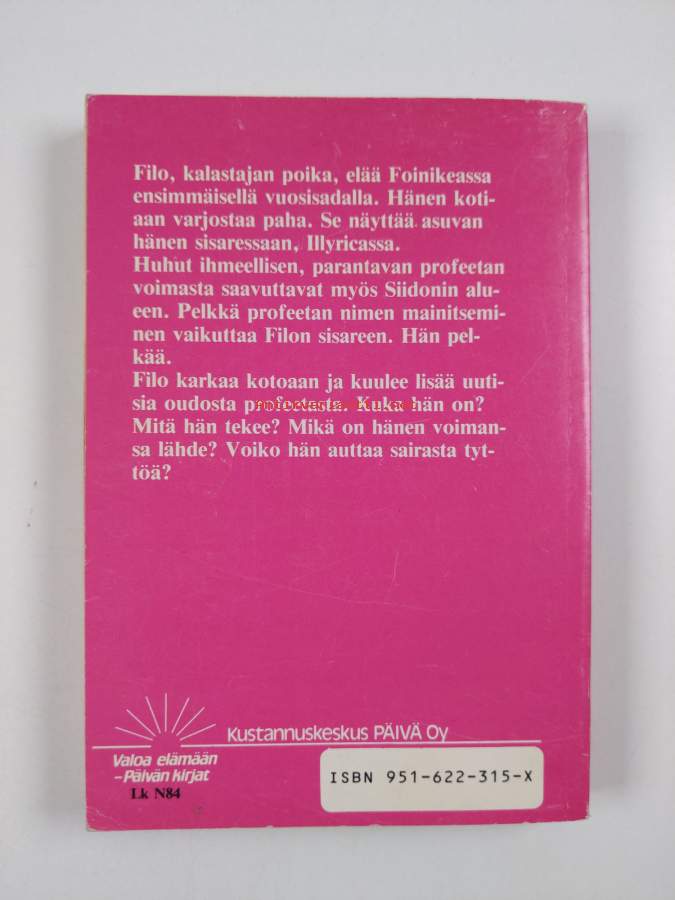 Filo, kalastajan poika, elää Foinikeassa
ensimmäisellä vuosisadalla. Hänen koti-
aan varjostaa paha. Se näyttää asuvan
hänen sisaressaan, Illyricassa.
Huhut ihmeellisen, parantavan profeetan
voimasta saavuttavat myös Siidonin alu-
een. Pelkkä profeetan nimen mainitsemi-
nen vaikuttaa Filon sisareen. Hän pel-
kää.
Filo karkaa kotoaan ja kuulee lisää uuti-
sia oudosta profeetasta. Kuka hän on?
Mitä hän tekee? Mikä on hänen voiman-
sa lähde? Voiko hän auttaa sairasta tyt-
töä?
Kustannuskeskus PÄIVÄ Oy
Valoa elämään
–Päivän kirjat
Lk N84
ISBN 951-622-315-X